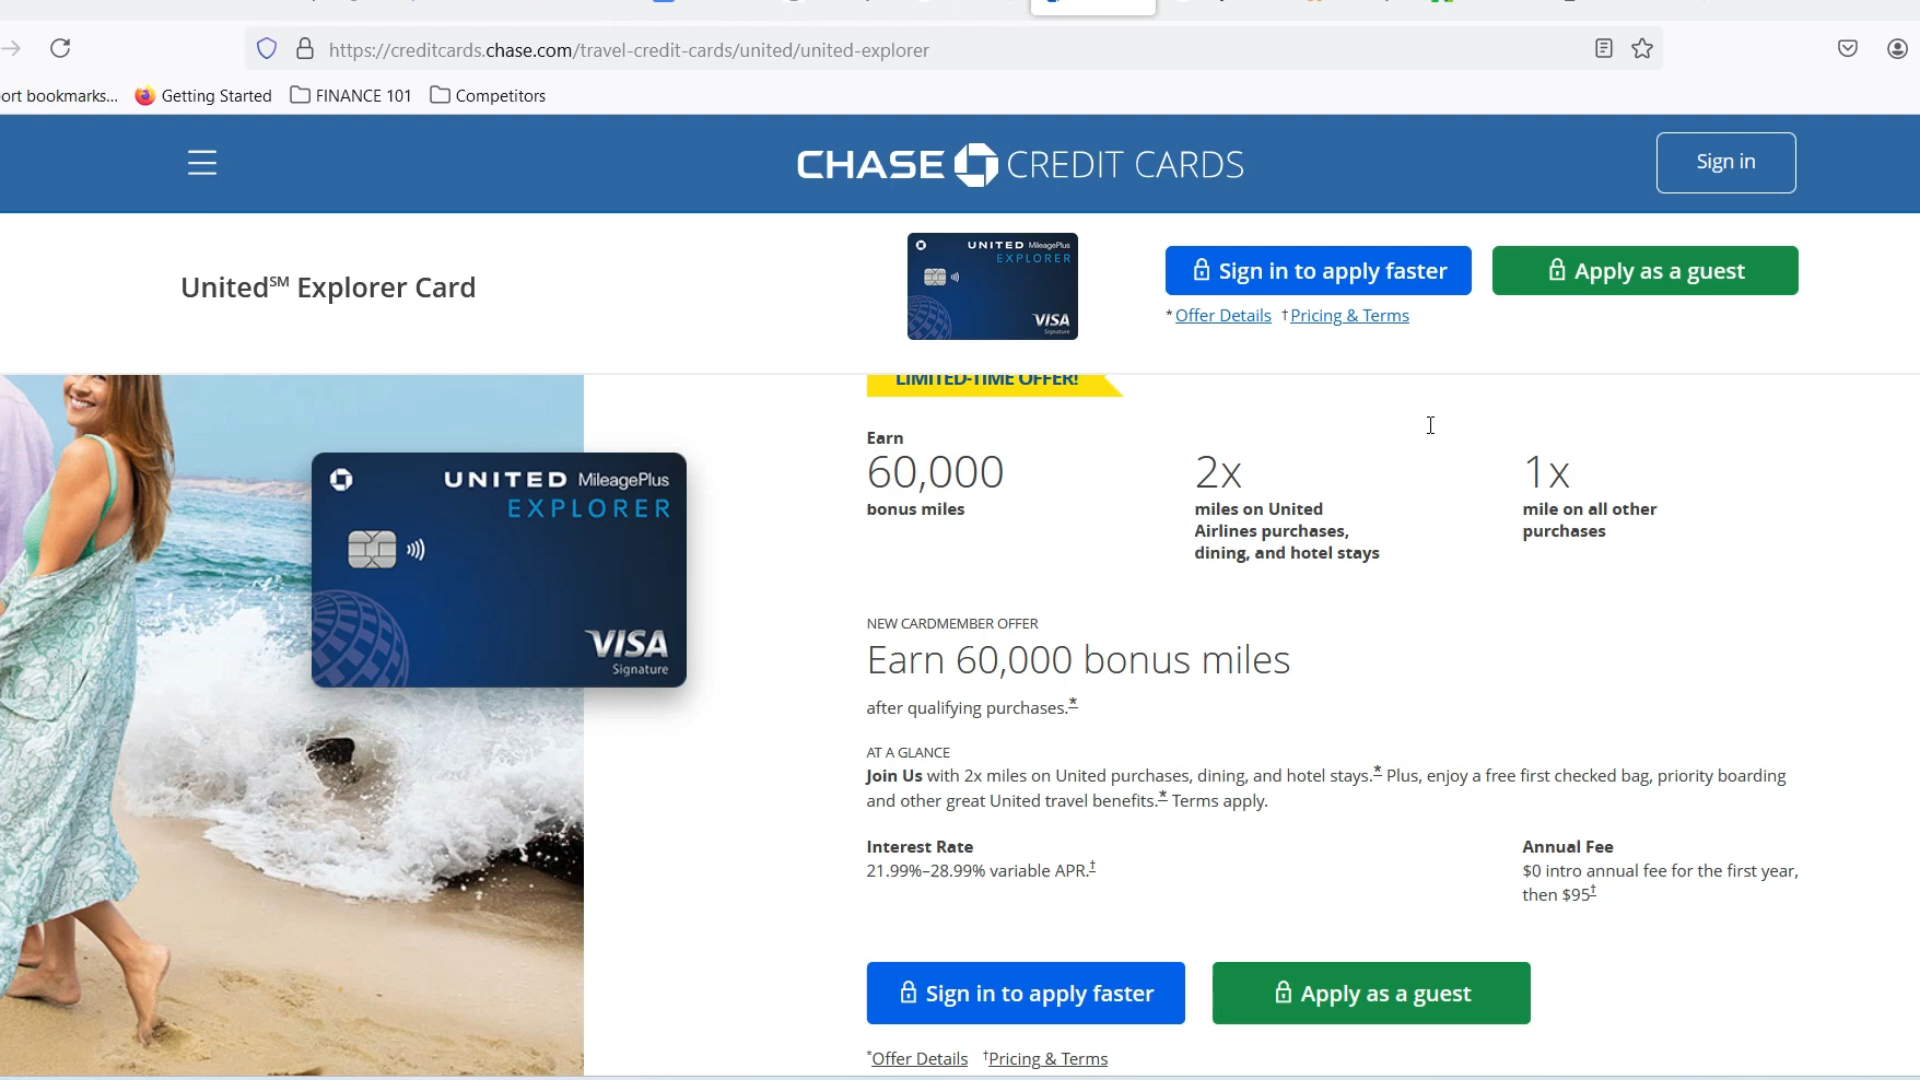 https://creditcards.chase.com/travel-credit-cards/united/united-explorer
ort bookmarks... Getting Started FINANCE 101 Competitors
CHASE CREDIT CARDS
Sign in
United℠ Explorer Card
UNITED MileagePlus
EXPLORER
VISA
Signature
Sign in to apply faster
Apply as a guest
* Offer Details † Pricing & Terms
LIMITED-TIME OFFER!
UNITED MileagePlus
EXPLORER
VISA
Signature
Earn
60,000
bonus miles
2x
miles on United
Airlines purchases,
dining, and hotel stays
1x
mile on all other
purchases
NEW CARDMEMBER OFFER
Earn 60,000 bonus miles
after qualifying purchases.*
AT A GLANCE
Join Us with 2x miles on United purchases, dining, and hotel stays.* Plus, enjoy a free first checked bag, priority boarding
and other great United travel benefits.* Terms apply.
Interest Rate
21.99%–28.99% variable APR.†
Annual Fee
$0 intro annual fee for the first year,
then $95†
Sign in to apply faster
Apply as a guest
*Offer Details †Pricing & Terms